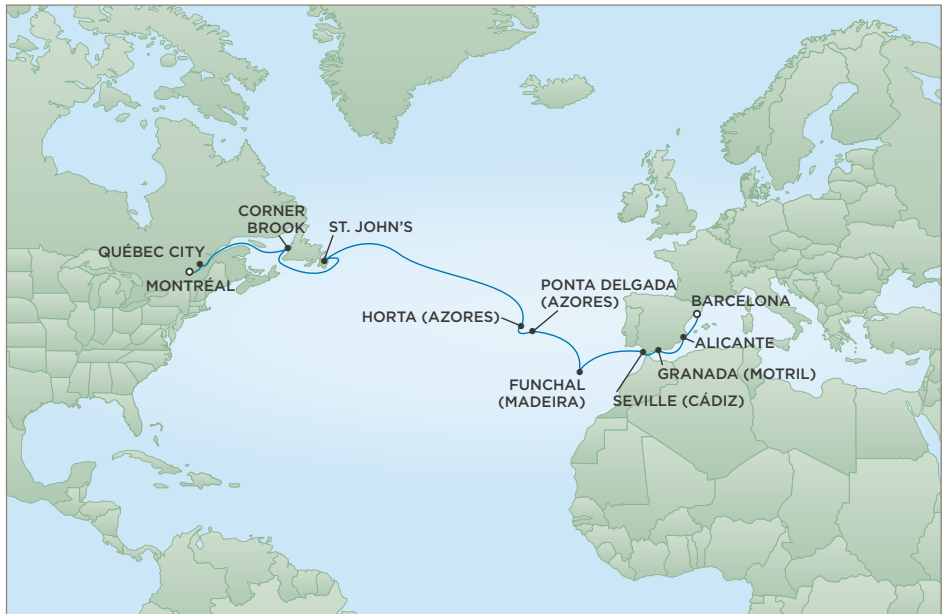 CORNER
BROOK
ST. JOHN'S
QUÉBEC CITY
MONTRÉAL
PONTA DELGADA
(AZORES)
BARCELONA
HORTA (AZORES)
ALICANTE
GRANADA (MOTRIL)
FUNCHAL
(MADEIRA)
SEVILLE (CÁDIZ)